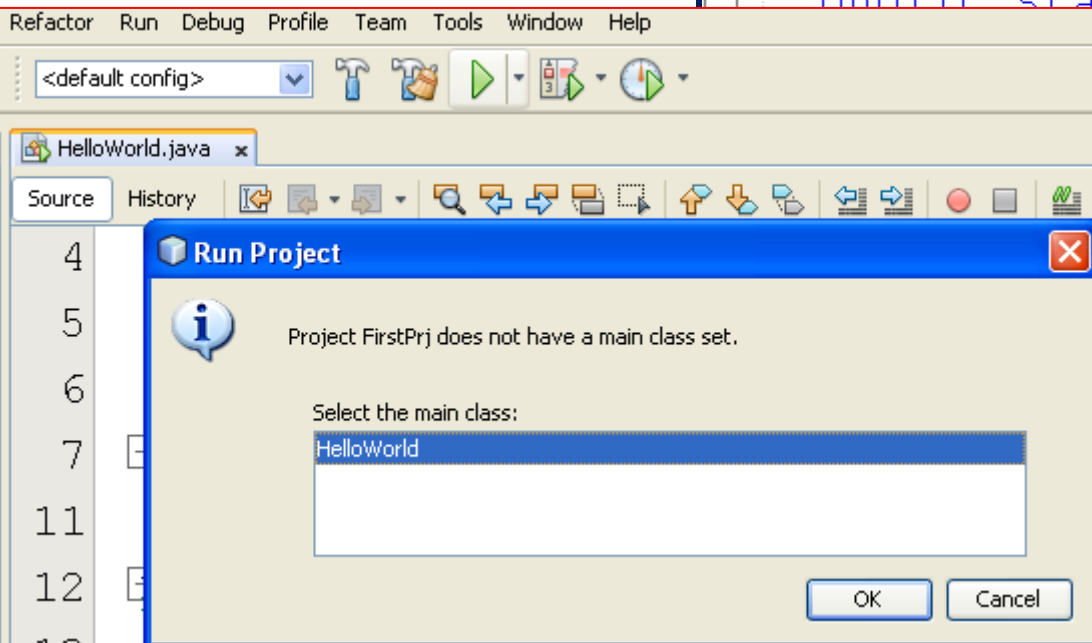 Refactor Run Debug Profile Team Tools Window Help
<default config>
HelloWorld.java x
Source History
4
Run Project
5
Project FirstPrj does not have a main class set.
6
Select the main class:
7
HelloWorld
11
12
OK Cancel